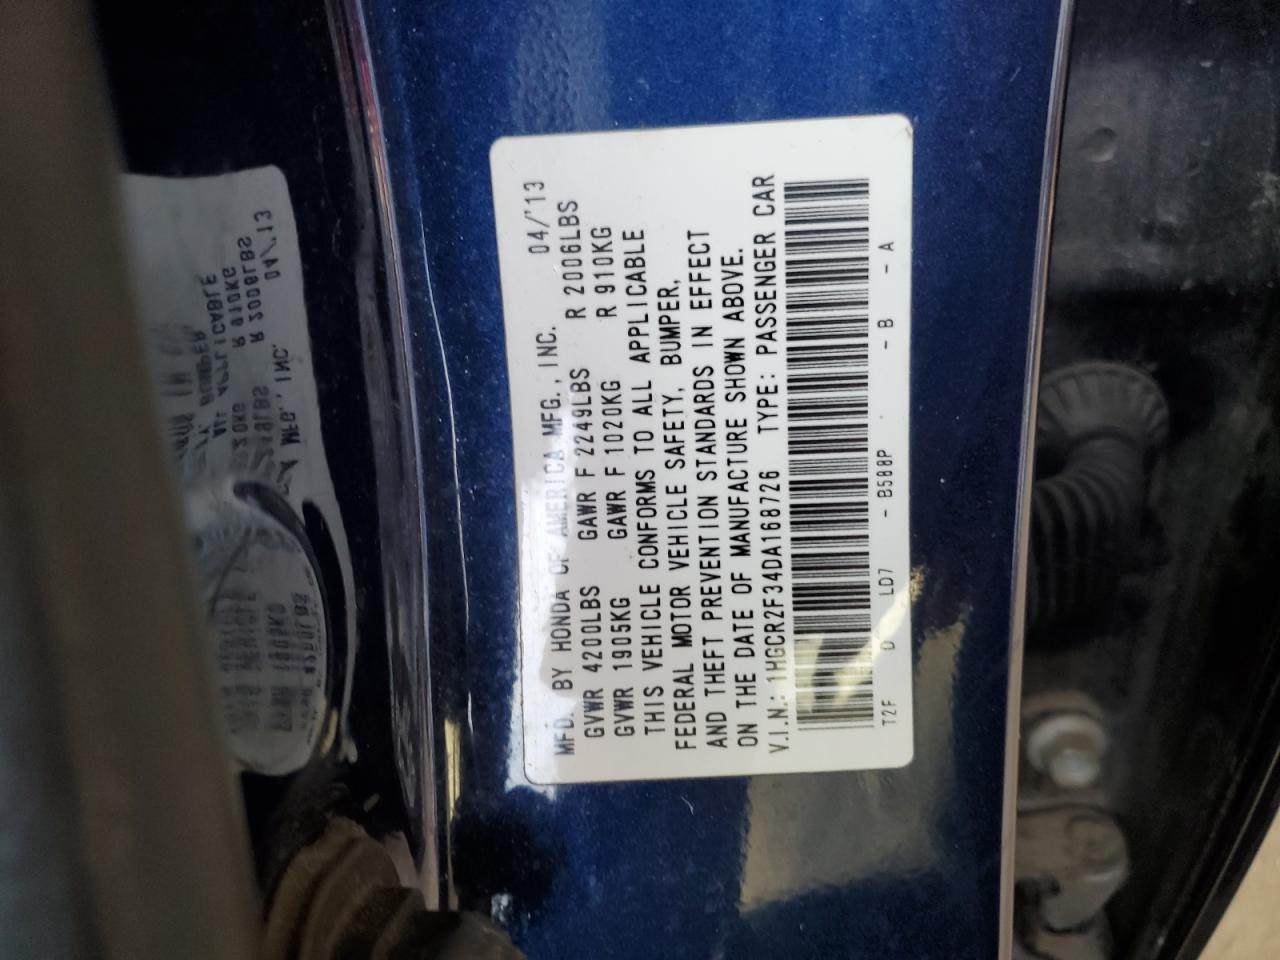 MFD. BY HONDA OF AMERICA MFG., INC. 04/'13
GVWR 4200LBS GAWR F 2249LBS R 2006LBS
GVWR 1905KG GAWR F 1020KG R 910KG
THIS VEHICLE CONFORMS TO ALL APPLICABLE
FEDERAL MOTOR VEHICLE SAFETY, BUMPER,
AND THEFT PREVENTION STANDARDS IN EFFECT
ON THE DATE OF MANUFACTURE SHOWN ABOVE.
V.I.N.: 1HGCR2F34DA168726 TYPE: PASSENGER CAR
T2F D LD7 - B588P - B - A